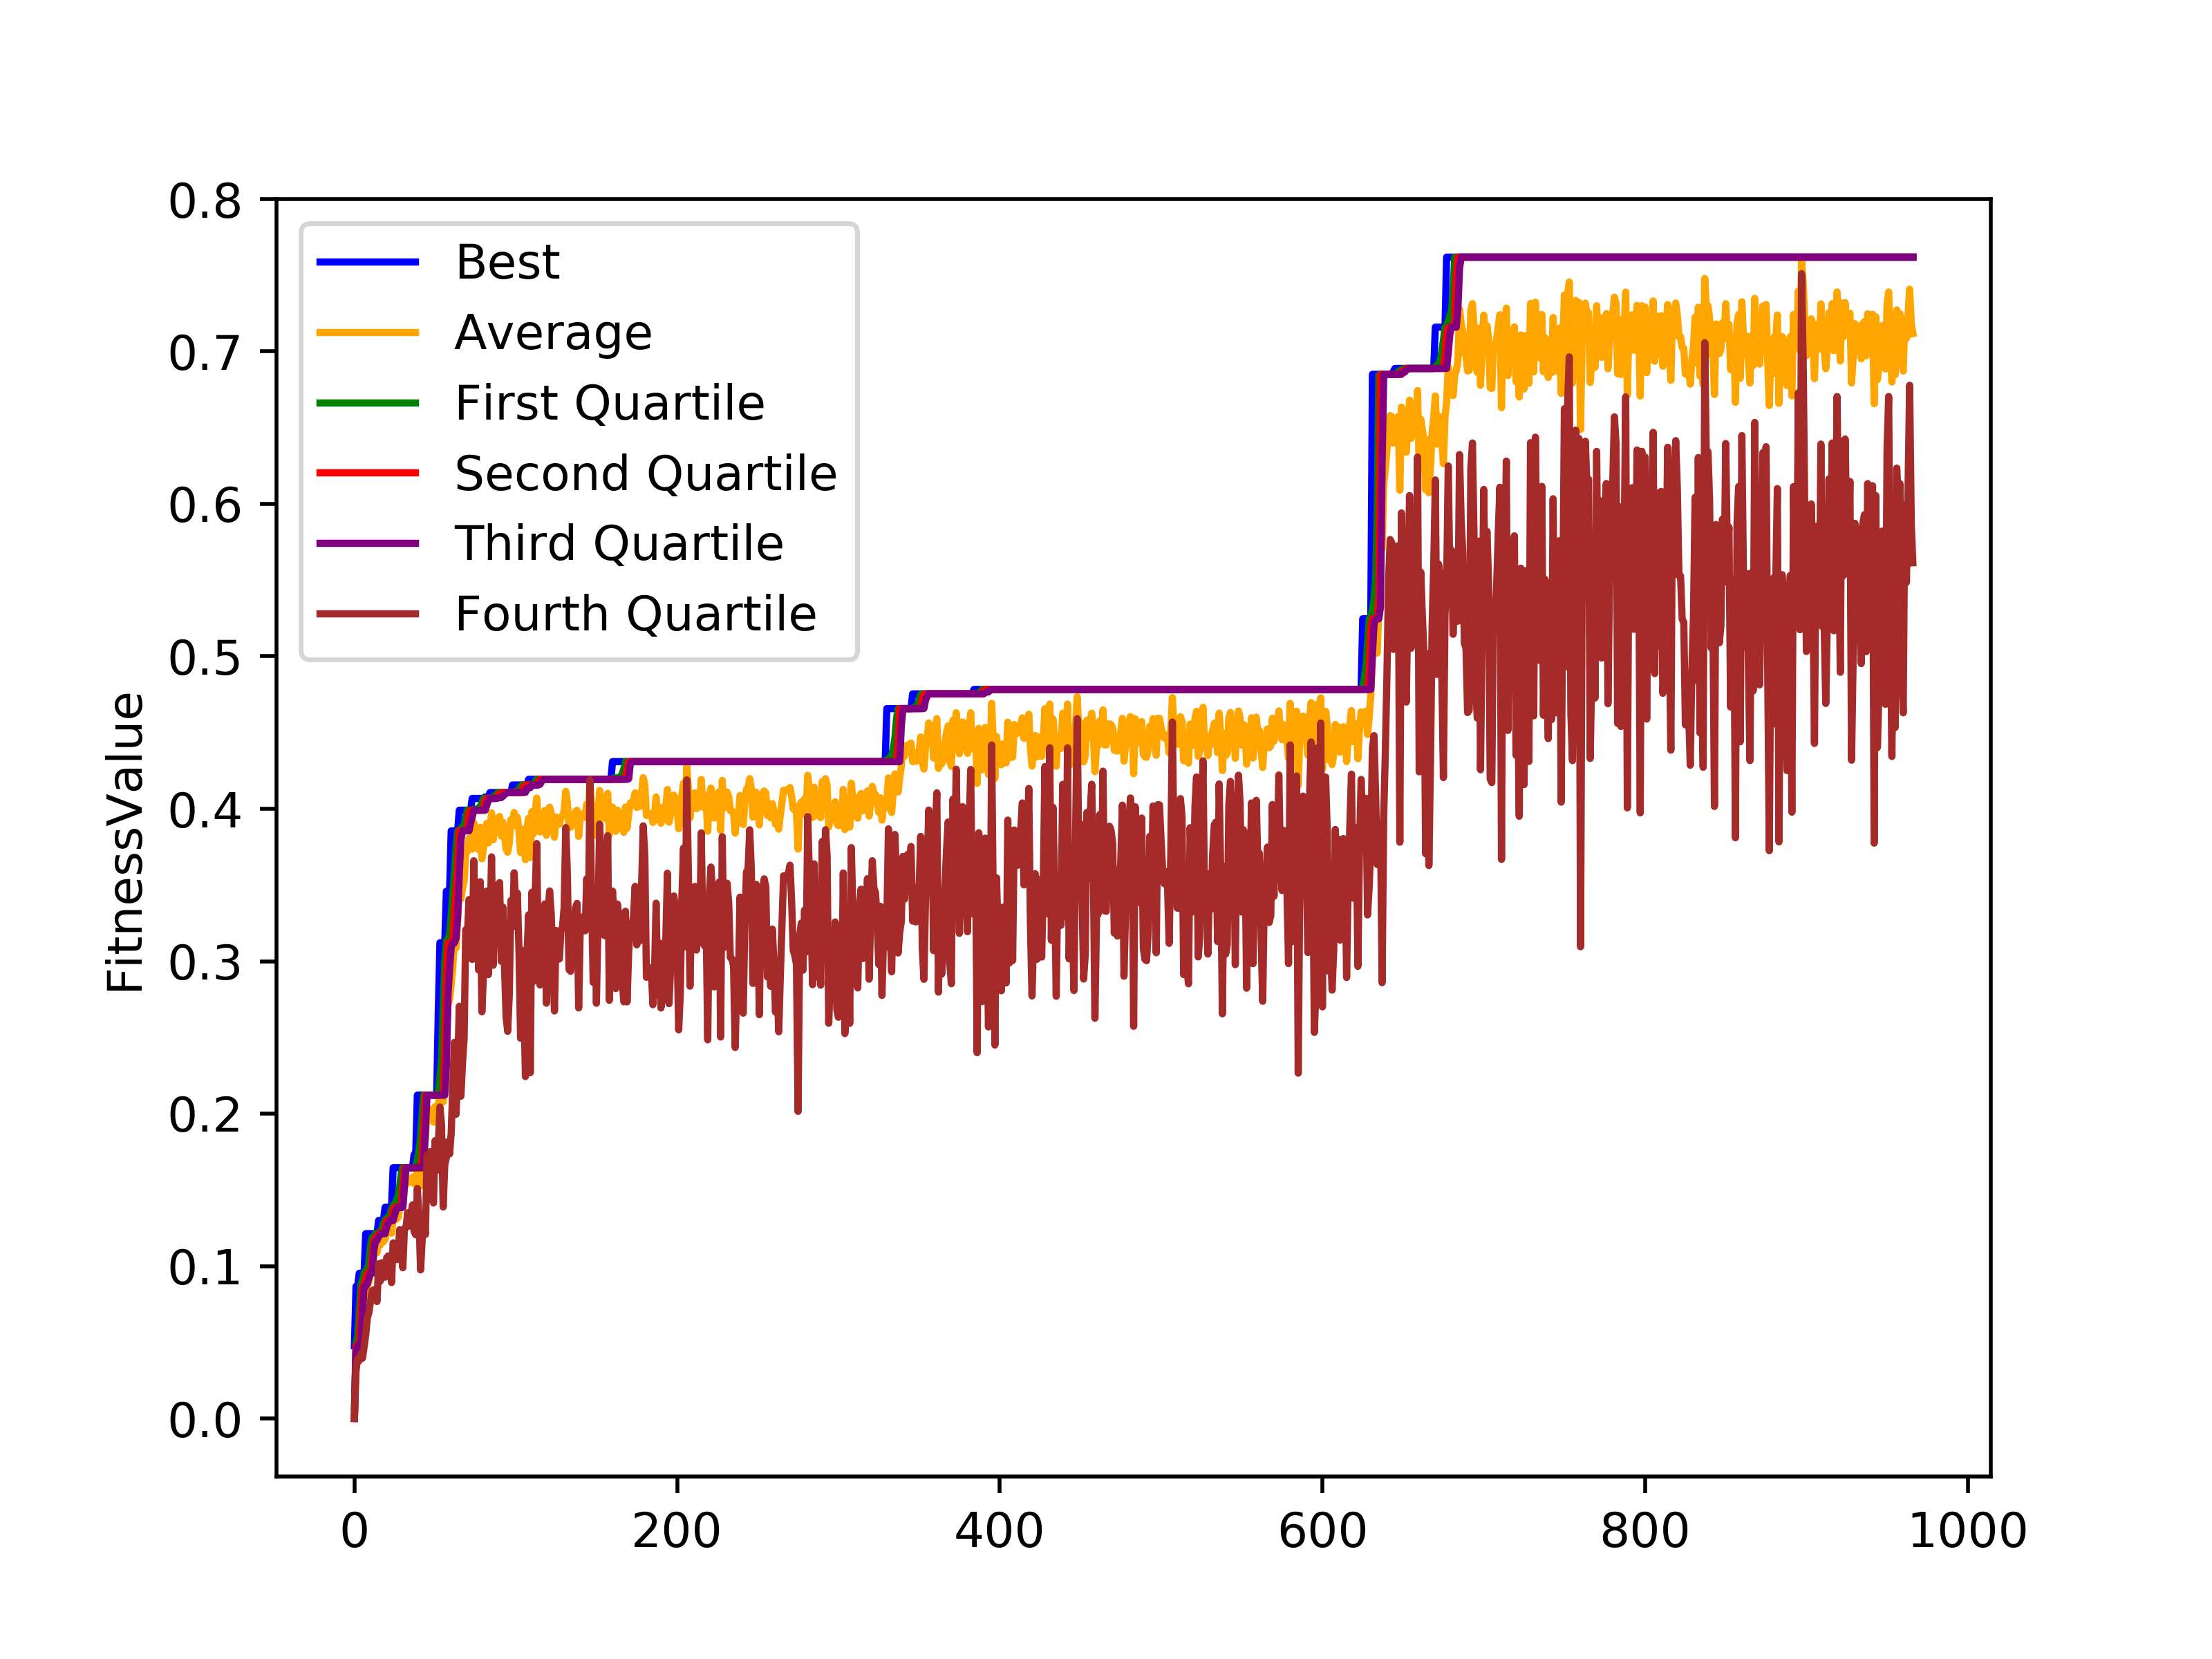 0.8
0.7
0.6
0.5
0.4
0.3
0.2
0.1
0.0
FitnessValue
Best
Average
First Quartile
Second Quartile
Third Quartile
Fourth Quartile
0 200 400 600 800 1000